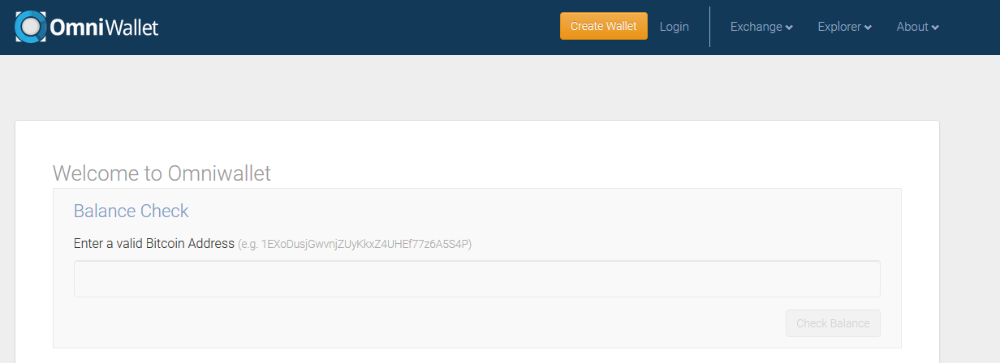 OmniWallet
Create Wallet
Login
Exchange
Explorer
About
Welcome to Omniwallet
Balance Check
Enter a valid Bitcoin Address (e.g. 1EXoDusjGwvnjZUyKkxZ4UHEf77z6A5S4P)
Check Balance